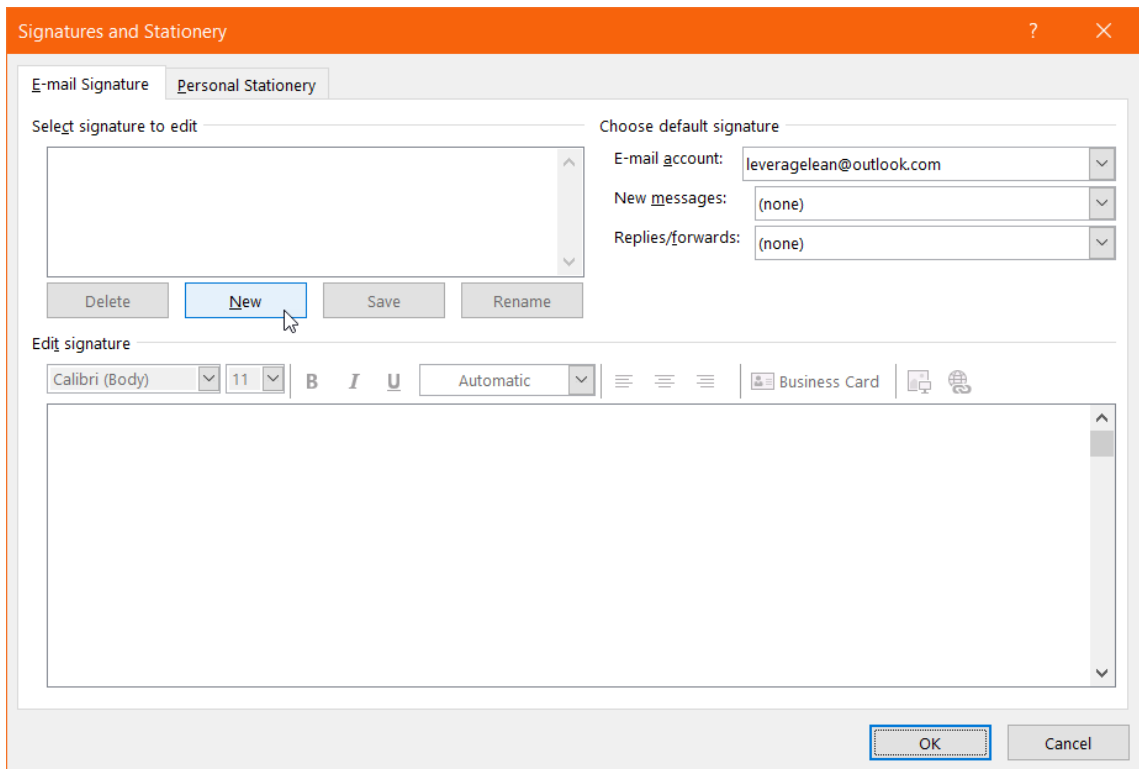 Signatures and Stationery ? ×
E-mail Signature Personal Stationery
Select signature to edit
Choose default signature
E-mail account: leveragelean@outlook.com
New messages: (none)
Replies/forwards: (none)
Delete New Save Rename
Edit signature
Calibri (Body) 11 B I U Automatic Business Card
OK Cancel